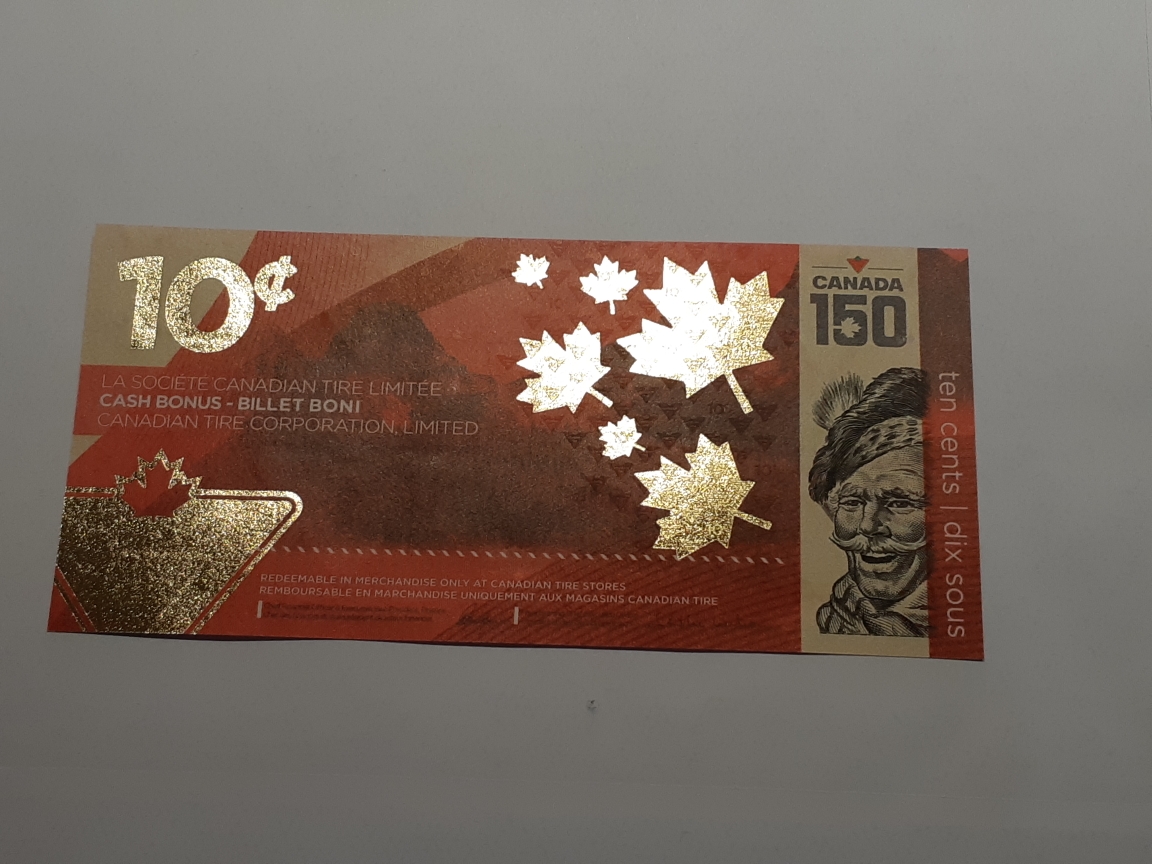 10¢
LA SOCIÉTÉ CANADIAN TIRE LIMITÉE
CASH BONUS - BILLET BONI
CANADIAN TIRE CORPORATION, LIMITED
REDEEMABLE IN MERCHANDISE ONLY AT CANADIAN TIRE STORES
REMBOURSABLE EN MARCHANDISE UNIQUEMENT AUX MAGASINS CANADIAN TIRE
CANADA
150
ten cents | dix sous